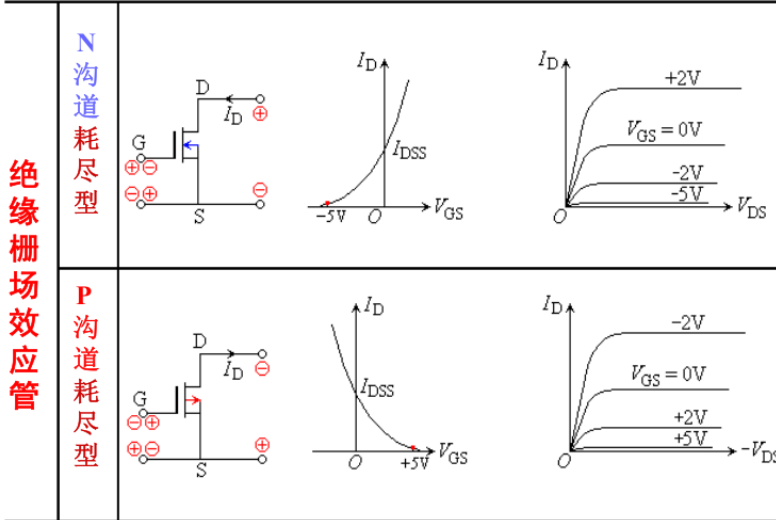 绝缘栅场效应管
N沟道耗尽型
D
I_D
⊕
G
⊕⊖
⊖⊕
⊖
S
I_D
I_DSS
−5V
O
V_GS
I_D
+2V
V_GS = 0V
−2V
−5V
O
V_DS
P沟道耗尽型
D
I_D
⊖
G
⊖⊕
⊕⊖
⊕
S
I_D
I_DSS
O
+5V
V_GS
I_D
−2V
V_GS = 0V
+2V
+5V
O
−V_DS